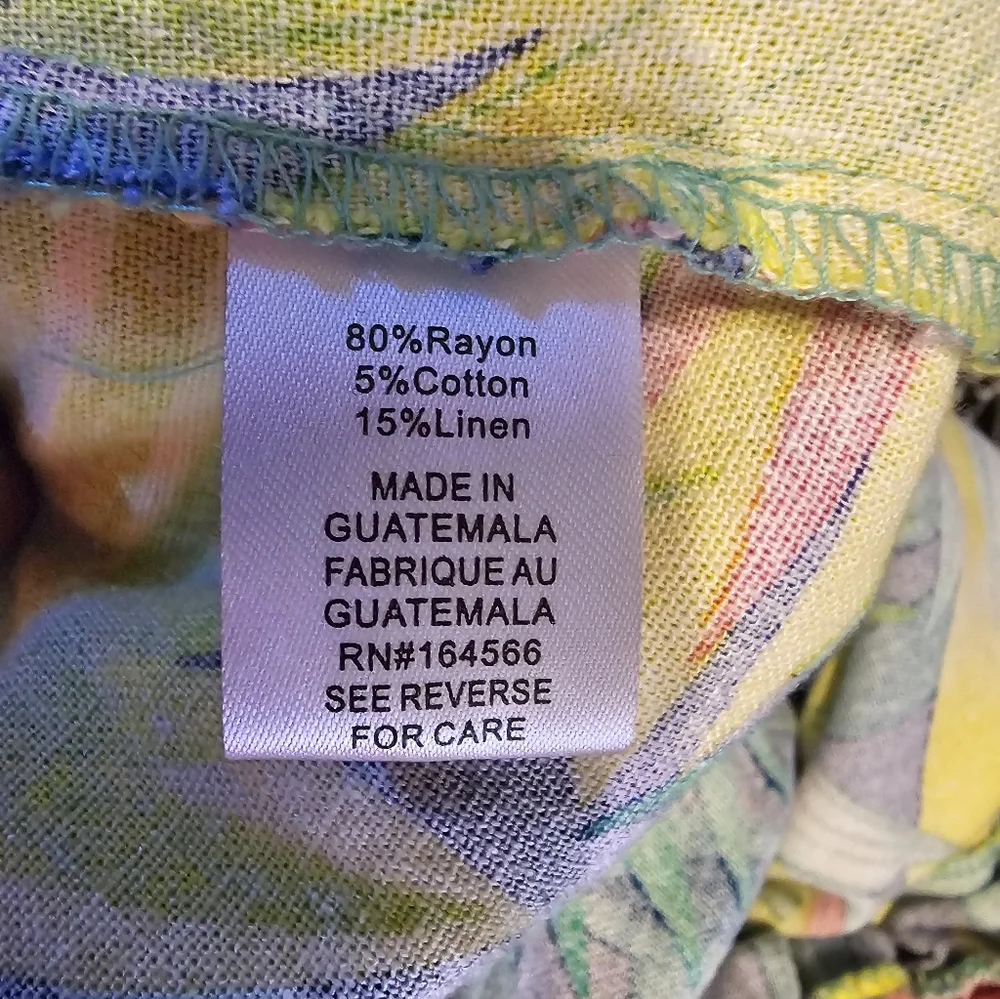 80%Rayon
5%Cotton
15%Linen
MADE IN
GUATEMALA
FABRIQUE AU
GUATEMALA
RN#164566
SEE REVERSE
FOR CARE